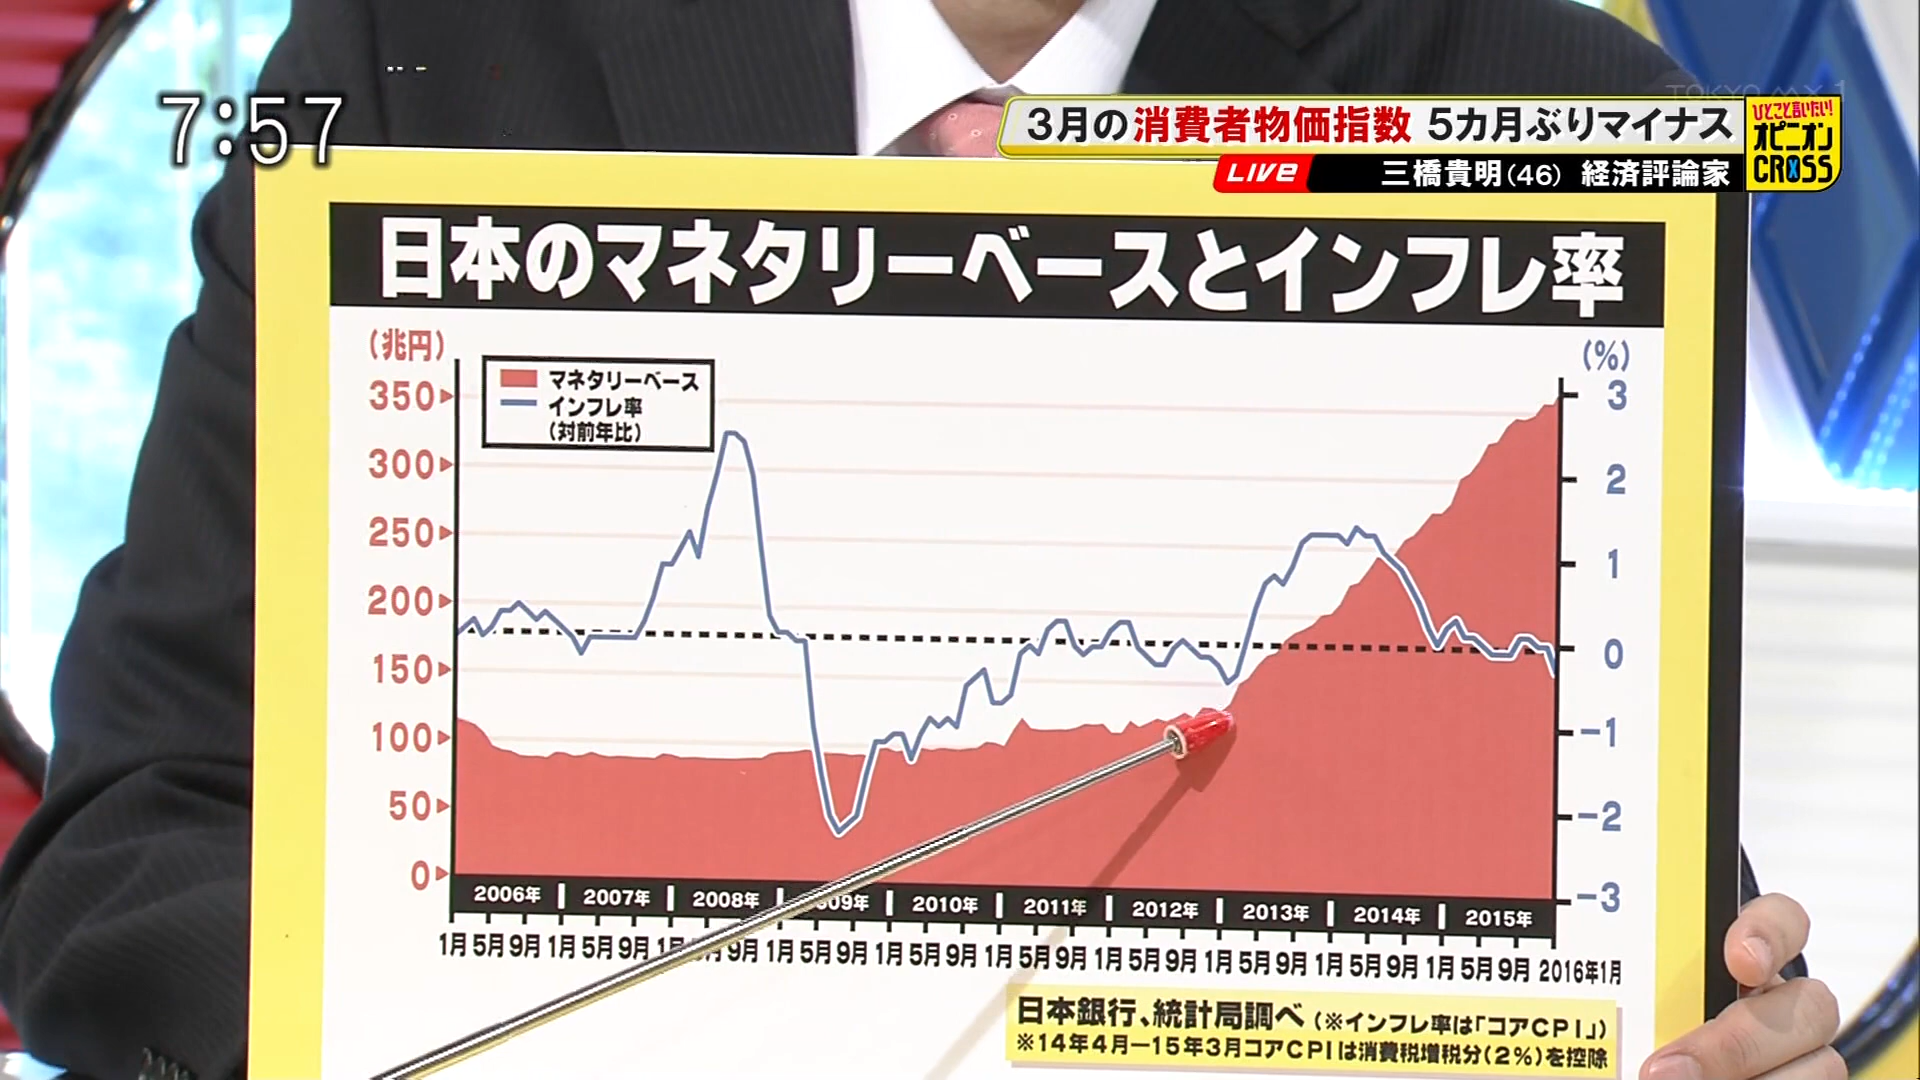 7:57
TOKYO MX 1
3月の消費者物価指数 5カ月ぶりマイナス
ひとこと言いたい!
オピニオン
CROSS
LIVE
三橋貴明(46) 経済評論家
日本のマネタリーベースとインフレ率
(兆円)
(%)
マネタリーベース
インフレ率
(対前年比)
350
300
250
200
150
100
50
0
3
2
1
0
-1
-2
-3
2006年 2007年 2008年 09年 2010年 2011年 2012年 2013年 2014年 2015年
1月 5月 9月 1月 5月 9月 1月 月 9月 1月 5月 9月 1月 5月 9月 1月 5月 9月 1月 5月 9月 1月 5月 9月 1月 5月 9月 1月 5月 9月 2016年1月
日本銀行、統計局調べ(※インフレ率は「コアCPI」)
※14年4月―15年3月コアCPIは消費税増税分(2%)を控除